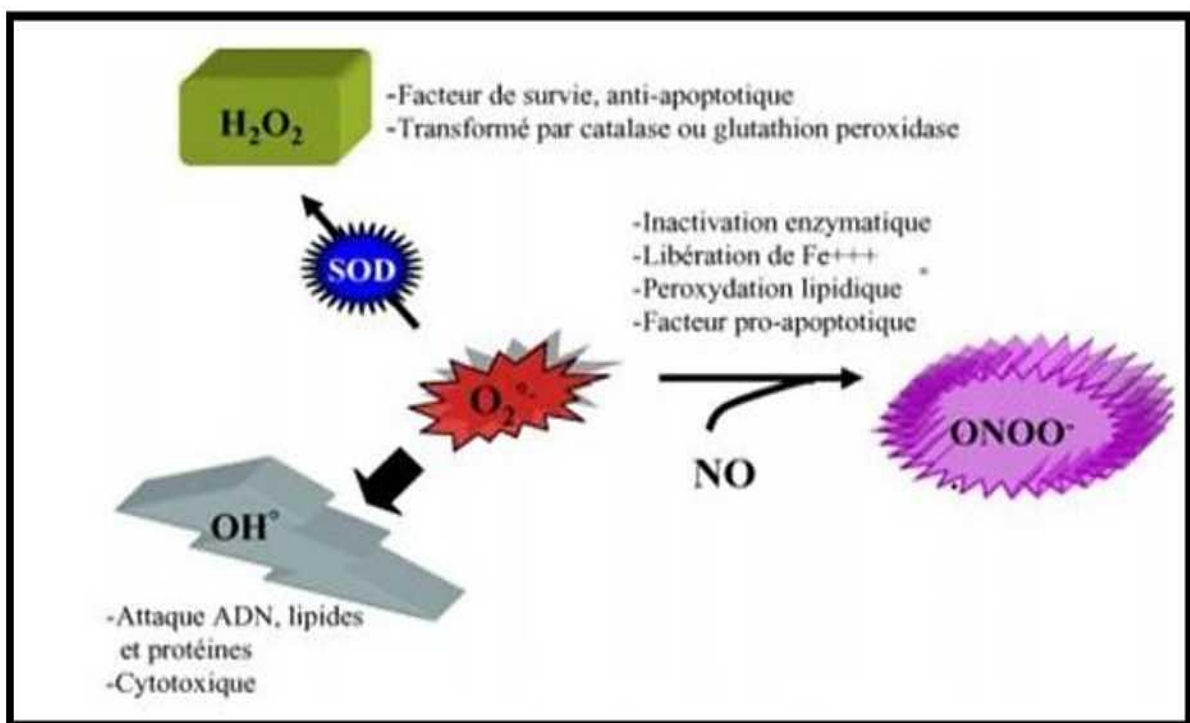 H₂O₂
-Facteur de survie, anti-apoptotique
-Transformé par catalase ou glutathion peroxidase
SOD
-Inactivation enzymatique
-Libération de Fe+++
-Peroxydation lipidique
-Facteur pro-apoptotique
O₂°-
ONOO-
NO
OH°
-Attaque ADN, lipides
et protéines
-Cytotoxique